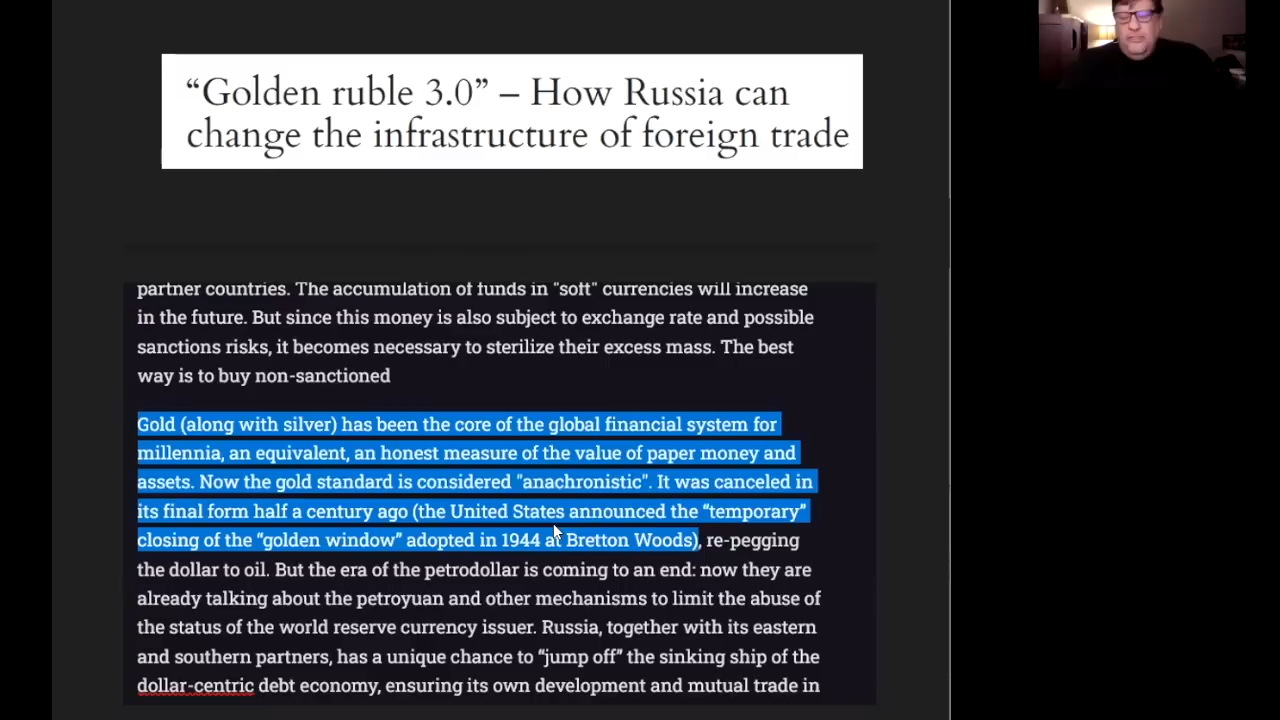 “Golden ruble 3.0” – How Russia can
change the infrastructure of foreign trade
partner countries. The accumulation of funds in "soft" currencies will increase
in the future. But since this money is also subject to exchange rate and possible
sanctions risks, it becomes necessary to sterilize their excess mass. The best
way is to buy non-sanctioned
Gold (along with silver) has been the core of the global financial system for
millennia, an equivalent, an honest measure of the value of paper money and
assets. Now the gold standard is considered "anachronistic". It was canceled in
its final form half a century ago (the United States announced the “temporary”
closing of the “golden window” adopted in 1944 at Bretton Woods), re-pegging
the dollar to oil. But the era of the petrodollar is coming to an end: now they are
already talking about the petroyuan and other mechanisms to limit the abuse of
the status of the world reserve currency issuer. Russia, together with its eastern
and southern partners, has a unique chance to “jump off” the sinking ship of the
dollar-centric debt economy, ensuring its own development and mutual trade in